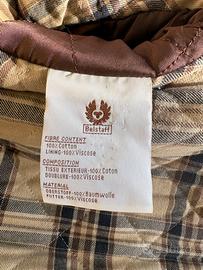 Belstaff
FIBRE CONTENT
100%Cotton
LINING-100%Viscose
COMPOSITION
TISSU EXTERIEUR-100%Coton
DOUBLURE-100%Viscose
MATERIAL
OBERSTOFF-100%Baumwolle
FUTTER-100%Viscose